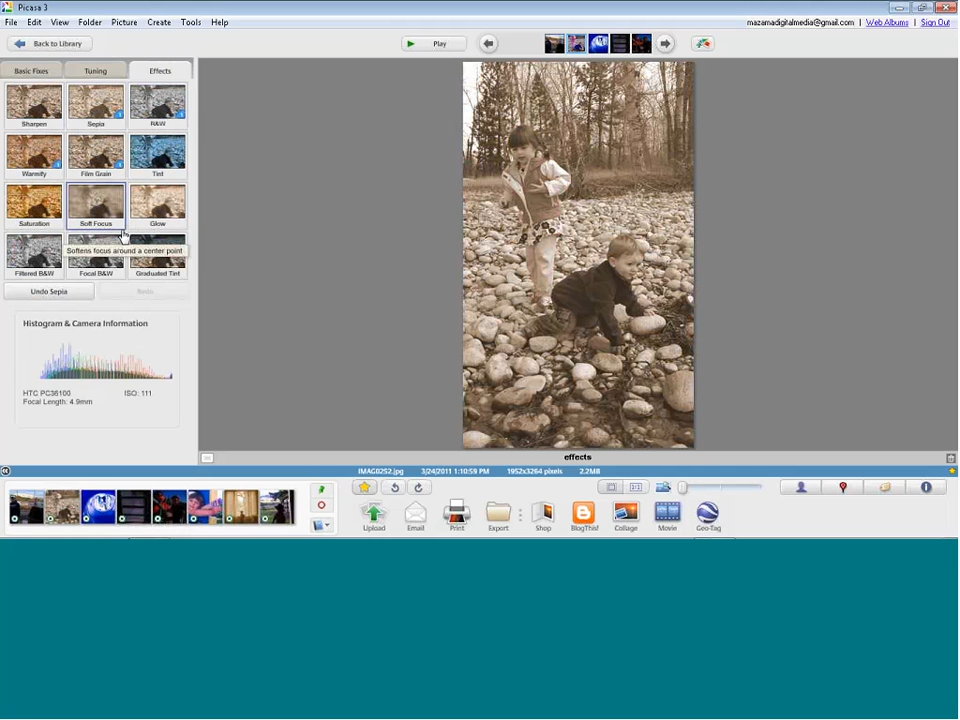 Picasa 3
File Edit View Folder Picture Create Tools Help
mazamadigitalmedia@gmail.com Web Albums Sign Out
Back to Library
Play
Basic Fixes Tuning Effects
Sharpen Sepia B&W
Warmify Film Grain Tint
Saturation Soft Focus Glow
Softens focus around a center point
Filtered B&W Focal B&W Graduated Tint
Undo Sepia Redo
Histogram & Camera Information
HTC PC36100 ISO: 111
Focal Length: 4.9mm
effects
IMAG0252.jpg 3/24/2011 1:10:59 PM 1952x3264 pixels 2.2MB
1:1
Upload Email Print Export Shop BlogThis! Collage Movie Geo-Tag